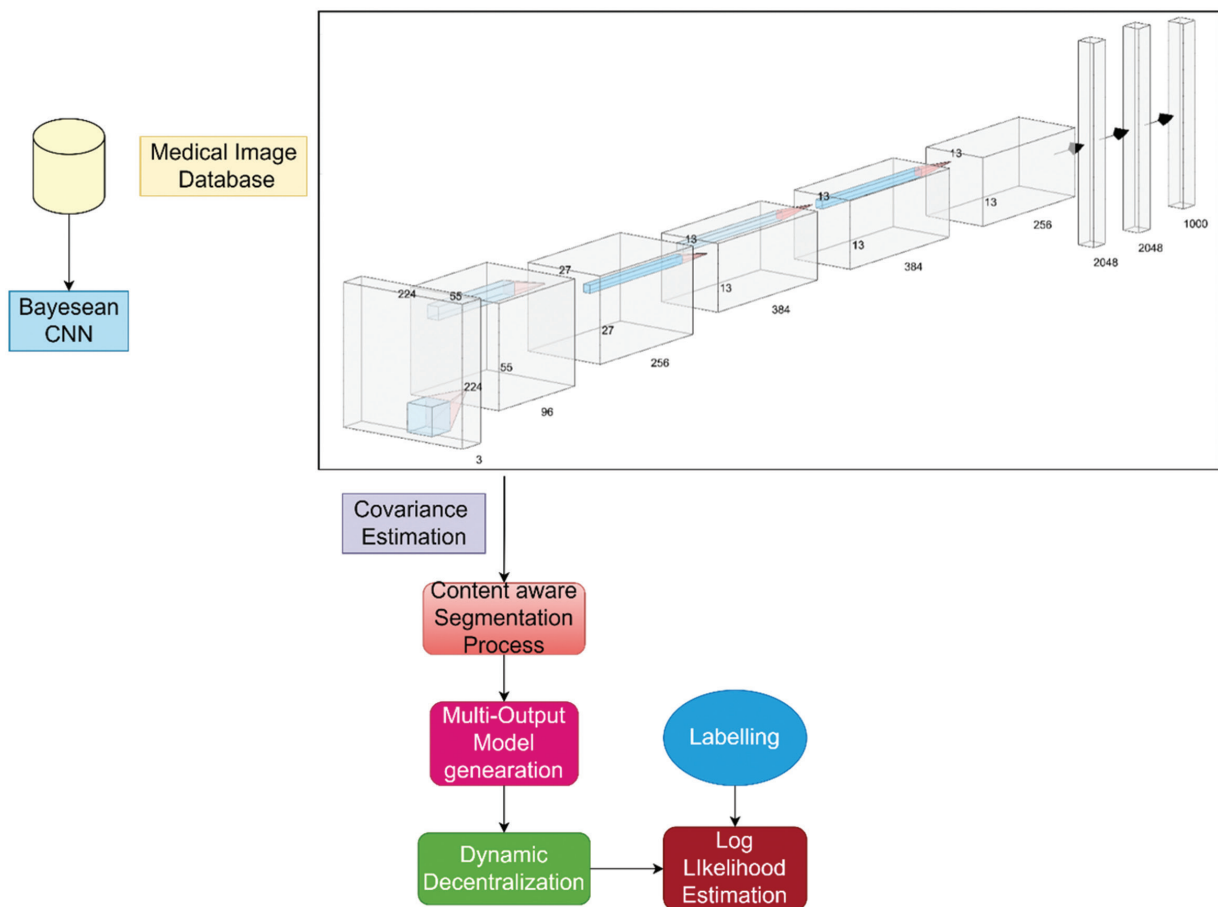 Medical Image
Database
Bayesean
CNN
224
224
3
55
55
96
27
27
256
13
13
384
13
13
384
13
13
256
2048
2048
1000
Covariance
Estimation
Content aware
Segmentation
Process
Multi-Output
Model
genearation
Labelling
Dynamic
Decentralization
Log
LIkelihood
Estimation